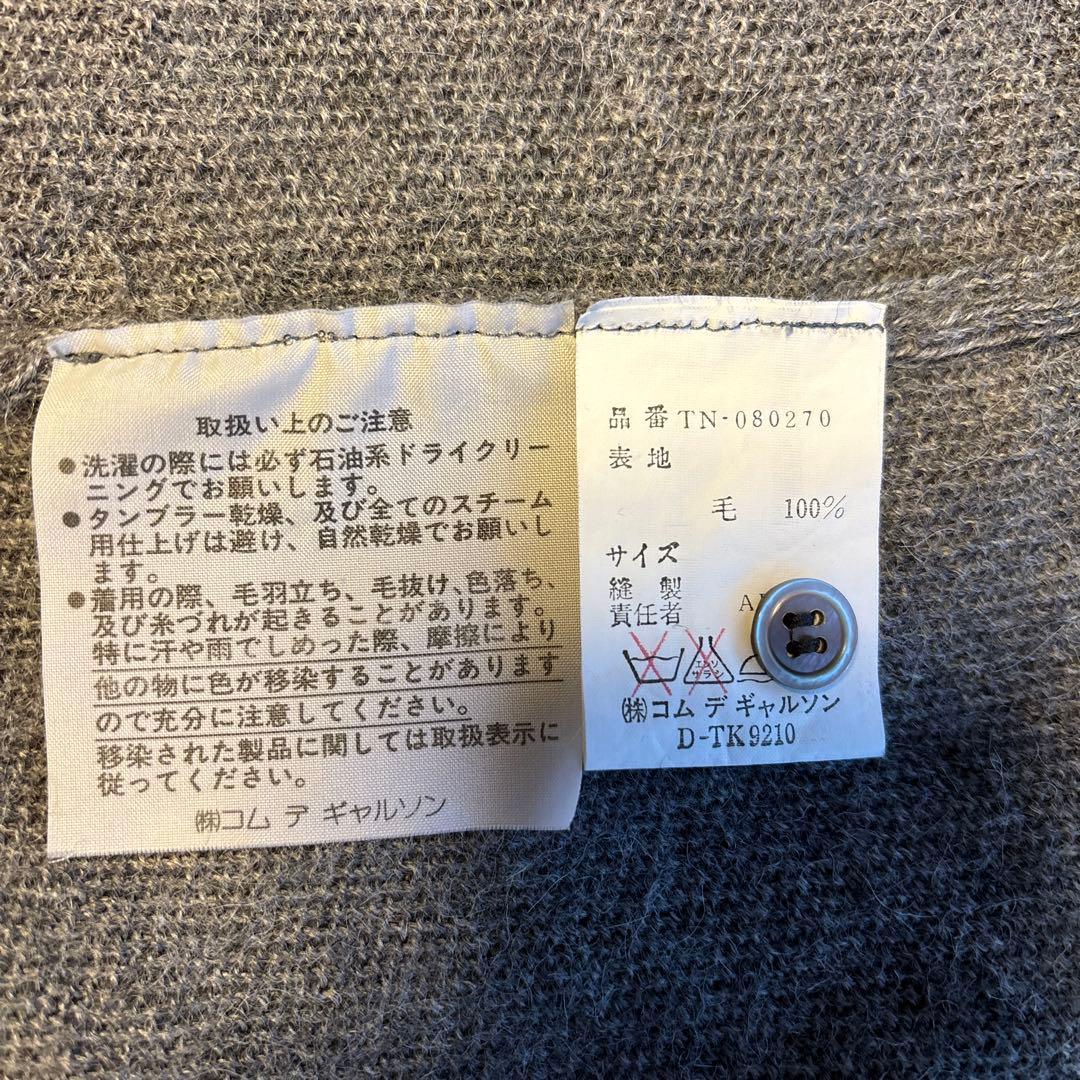 取扱い上のご注意
●洗濯の際には必ず石油系ドライクリー
ニングでお願いします。
●タンブラー乾燥、及び全てのスチーム
用仕上げは避け、自然乾燥でお願いし
ます。
●着用の際、毛羽立ち、毛抜け、色落ち、
及び糸づれが起きることがあります。
特に汗や雨でしめった際、摩擦により
他の物に色が移染することがあります
ので充分に注意してください。
移染された製品に関しては取扱表示に
従ってください。
㈱コム デ ギャルソン
品番 TN-080270
表地
毛 100%
サイズ
縫製
責任者
エンソ
サラシ
㈱コム デ ギャルソン
D-TK9210